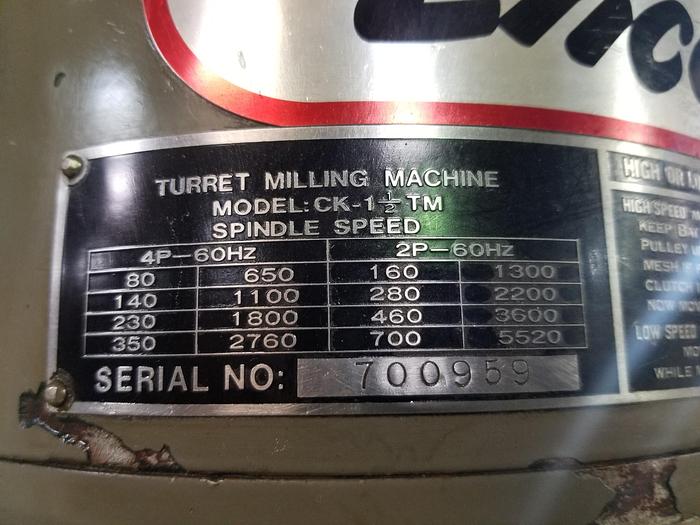 TURRET MILLING MACHINE
MODEL: CK-1½TM
SPINDLE SPEED
4P-60Hz 2P-60Hz
80 650 160 1300
140 1100 280 2200
230 1800 460 3600
350 2760 700 5520
SERIAL NO: 700959
HIGH OR
HIGH SPEED
KEEP
PULLEY
MESH
CLUTCH
NOW
LOW SPEED
WHILE